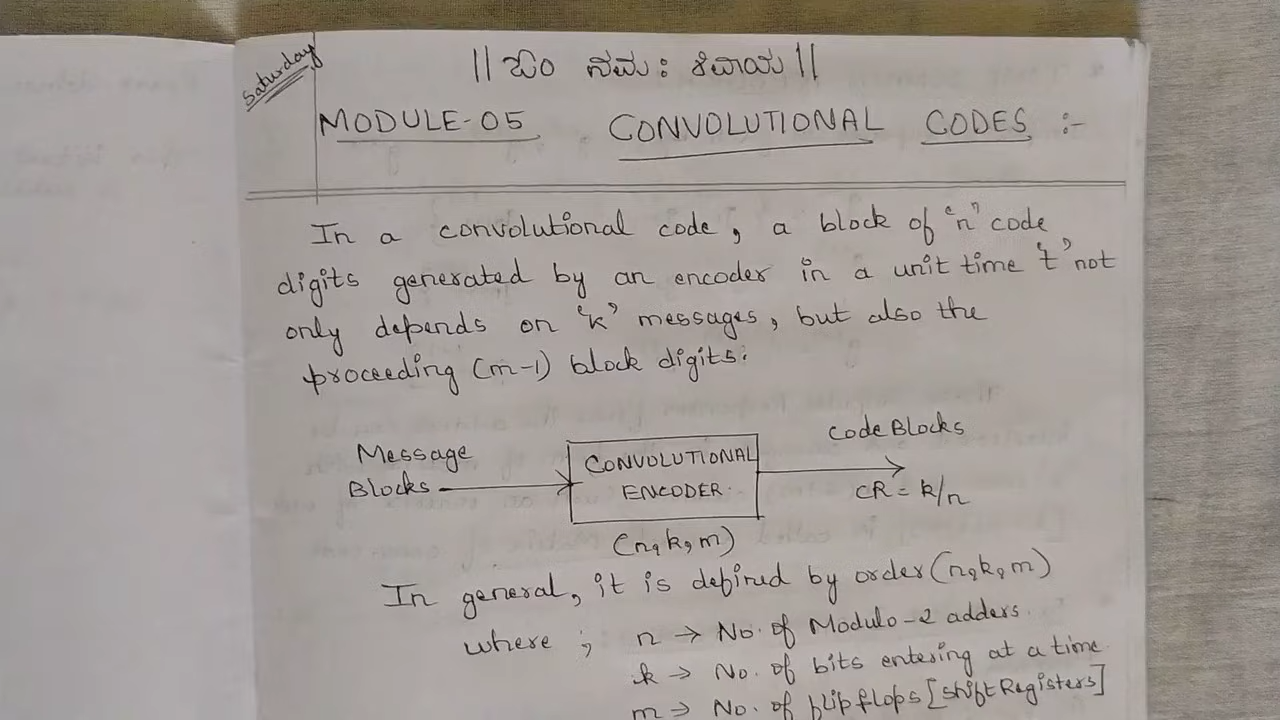 Saturday
|| ಓಂ ನಮಃ ಶಿವಾಯ ||
MODULE-05 CONVOLUTIONAL CODES :-
In a convolutional code, a block of 'n' code
digits generated by an encoder in a unit time 't' not
only depends on 'k' messages, but also the
proceeding (m-1) block digits.
Message
Blocks
CONVOLUTIONAL
ENCODER.
(n,k,m)
Code Blocks
CR = k/n
In general, it is defined by order (n,k,m)
where ; n → No. of Modulo-2 adders.
k → No. of bits entering at a time.
m → No. of flipflops [Shift Registers]